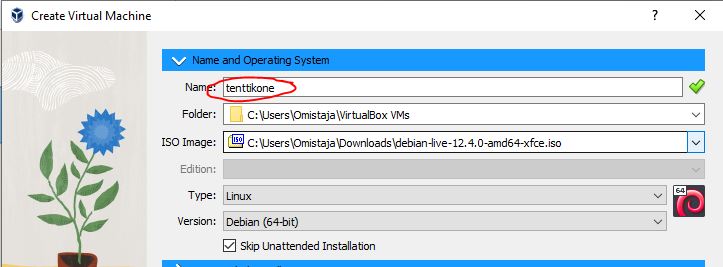 Create Virtual Machine
?
Name and Operating System
Name: tenttikone
Folder: C:\Users\Omistaja\VirtualBox VMs
ISO Image: ISO C:\Users\Omistaja\Downloads\debian-live-12.4.0-amd64-xfce.iso
Edition:
Type: Linux 64
Version: Debian (64-bit)
Skip Unattended Installation